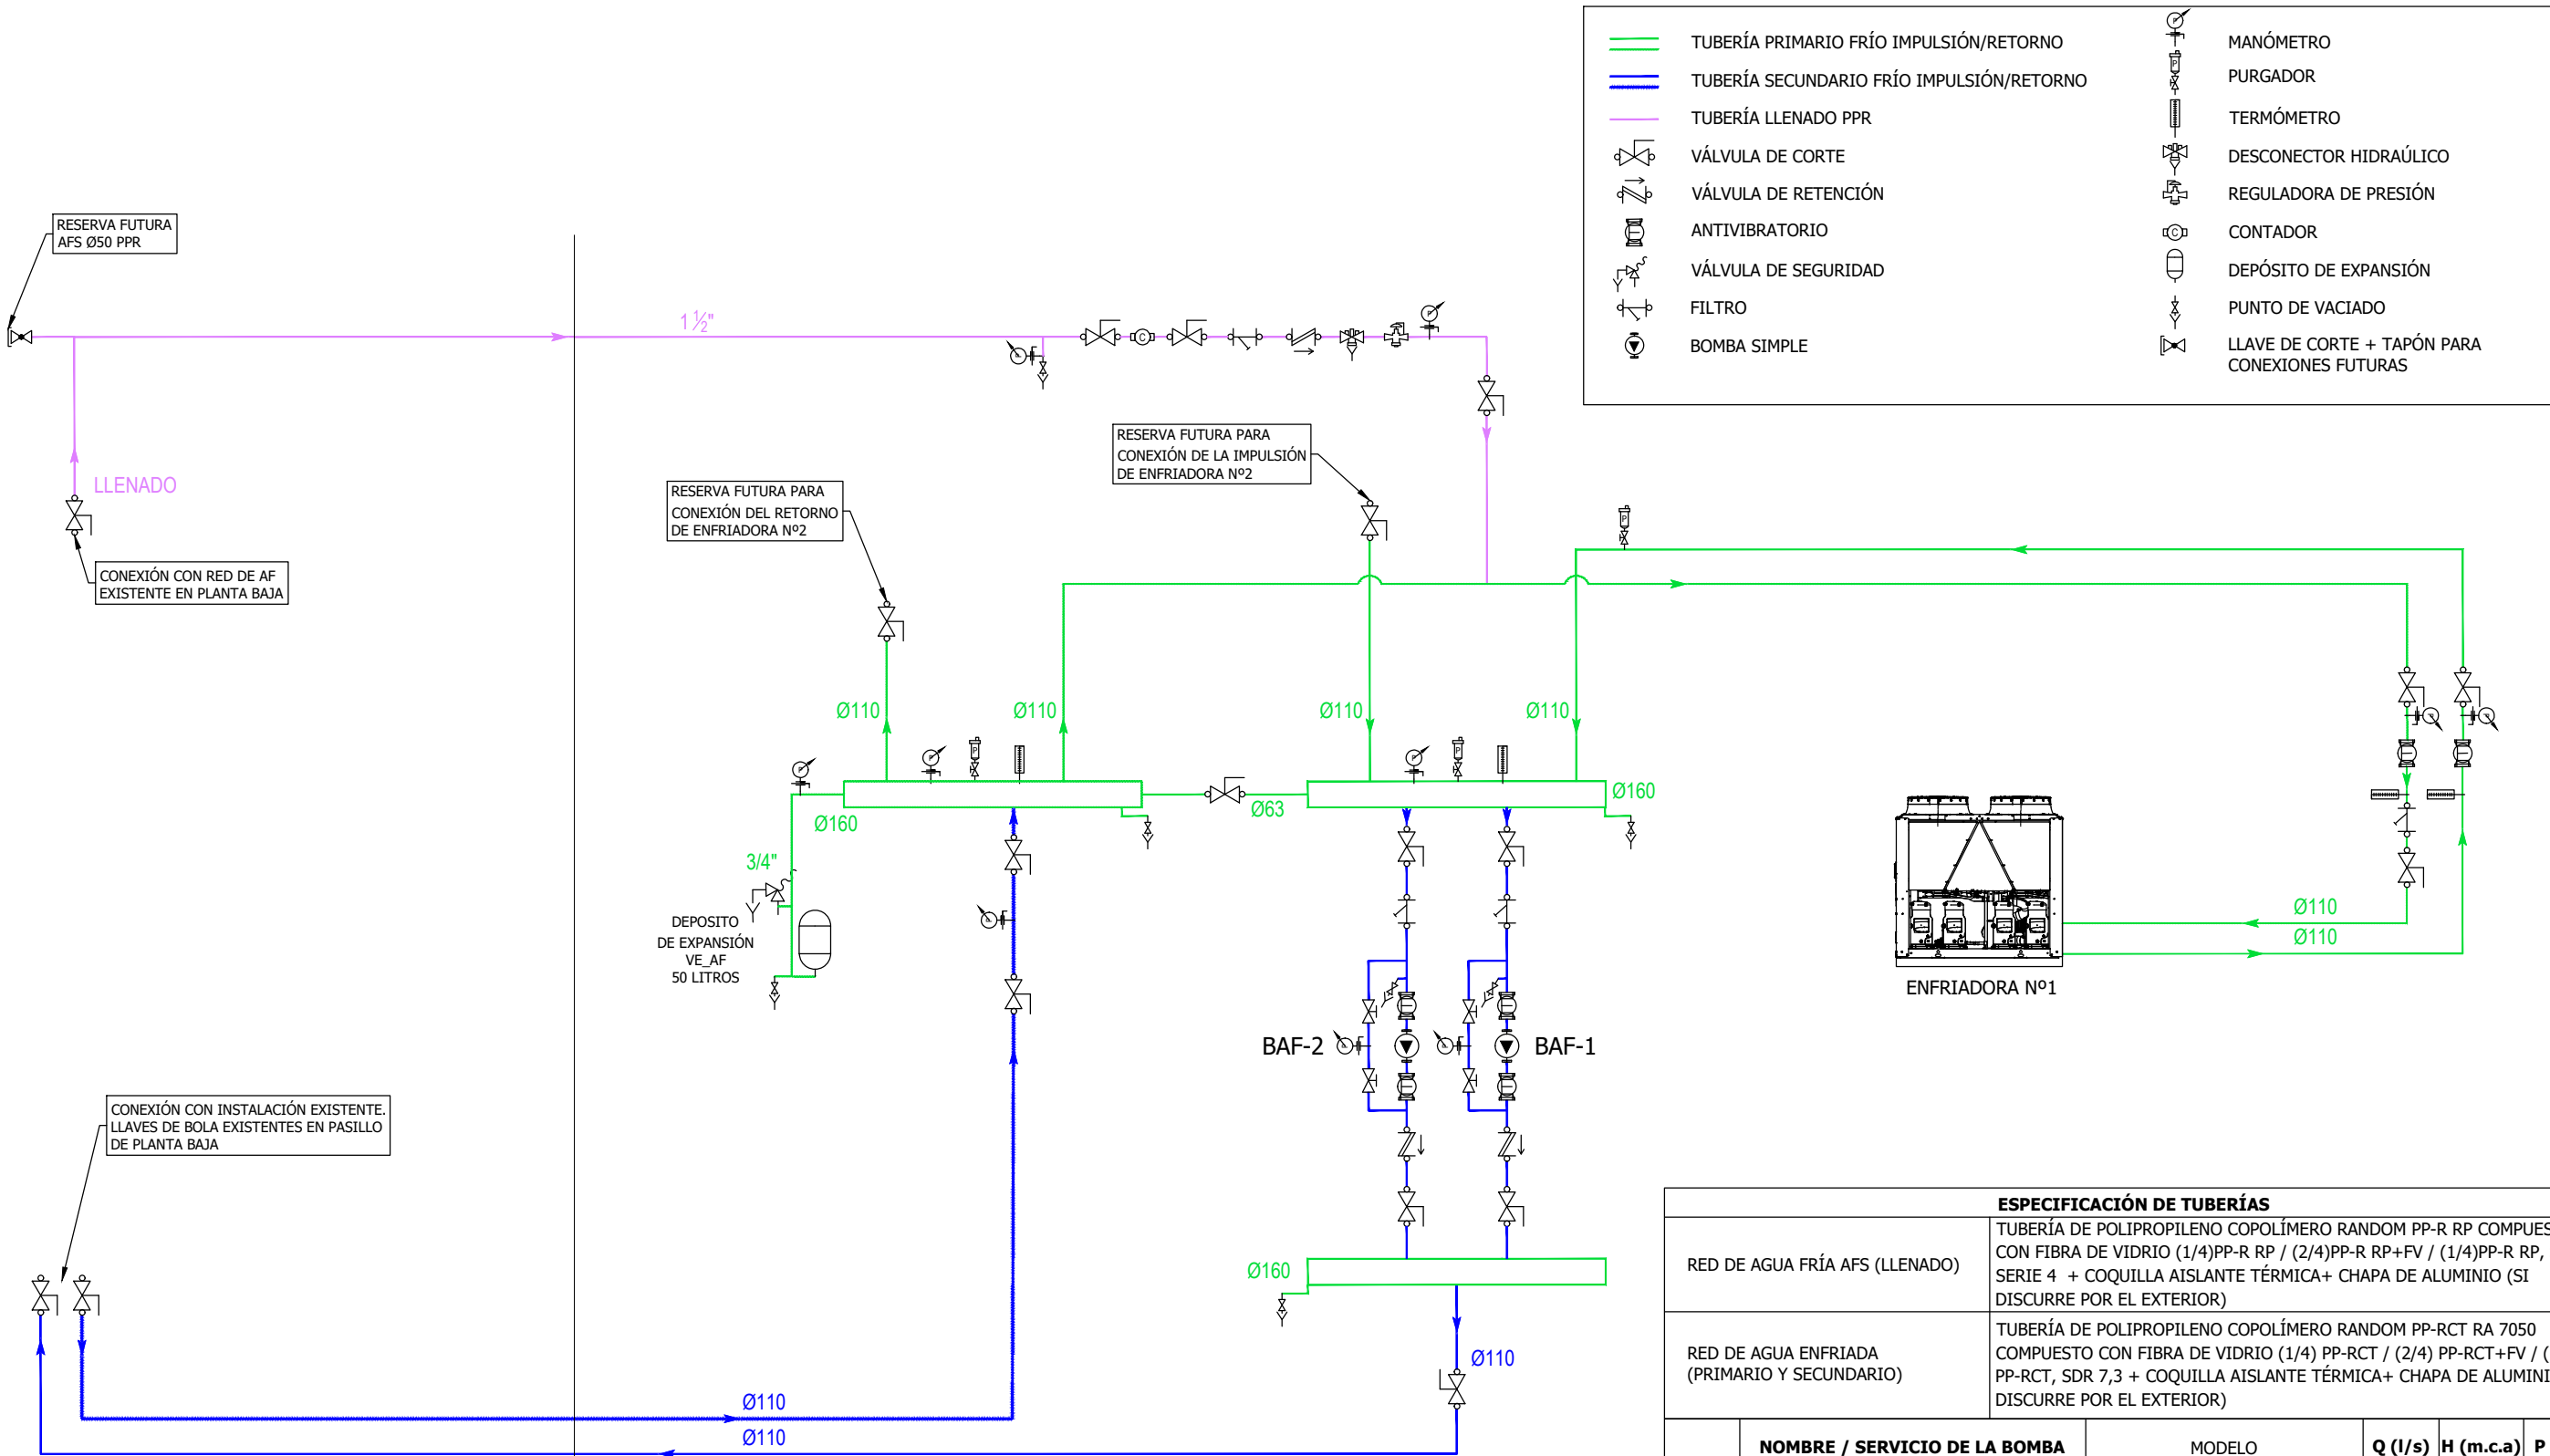 TUBERÍA PRIMARIO FRÍO IMPULSIÓN/RETORNO
TUBERÍA SECUNDARIO FRÍO IMPULSIÓN/RETORNO
TUBERÍA LLENADO PPR
VÁLVULA DE CORTE
VÁLVULA DE RETENCIÓN
ANTIVIBRATORIO
VÁLVULA DE SEGURIDAD
FILTRO
BOMBA SIMPLE
MANÓMETRO
PURGADOR
TERMÓMETRO
DESCONECTOR HIDRAÚLICO
REGULADORA DE PRESIÓN
CONTADOR
DEPÓSITO DE EXPANSIÓN
PUNTO DE VACIADO
LLAVE DE CORTE + TAPÓN PARA
CONEXIONES FUTURAS
RESERVA FUTURA
AFS Ø50 PPR
1 ½"
LLENADO
CONEXIÓN CON RED DE AF
EXISTENTE EN PLANTA BAJA
RESERVA FUTURA PARA
CONEXIÓN DEL RETORNO
DE ENFRIADORA Nº2
RESERVA FUTURA PARA
CONEXIÓN DE LA IMPULSIÓN
DE ENFRIADORA Nº2
Ø110
Ø110
Ø110
Ø110
Ø160
Ø63
Ø160
3/4"
DEPOSITO
DE EXPANSIÓN
VE_AF
50 LITROS
Ø110
Ø110
ENFRIADORA Nº1
BAF-2
BAF-1
CONEXIÓN CON INSTALACIÓN EXISTENTE.
LLAVES DE BOLA EXISTENTES EN PASILLO
DE PLANTA BAJA
Ø160
Ø110
Ø110
Ø110
ESPECIFICACIÓN DE TUBERÍAS
RED DE AGUA FRÍA AFS (LLENADO)
TUBERÍA DE POLIPROPILENO COPOLÍMERO RANDOM PP-R RP COMPUES
CON FIBRA DE VIDRIO (1/4)PP-R RP / (2/4)PP-R RP+FV / (1/4)PP-R RP,
SERIE 4 + COQUILLA AISLANTE TÉRMICA+ CHAPA DE ALUMINIO (SI
DISCURRE POR EL EXTERIOR)
RED DE AGUA ENFRIADA
(PRIMARIO Y SECUNDARIO)
TUBERÍA DE POLIPROPILENO COPOLÍMERO RANDOM PP-RCT RA 7050
COMPUESTO CON FIBRA DE VIDRIO (1/4) PP-RCT / (2/4) PP-RCT+FV / (
PP-RCT, SDR 7,3 + COQUILLA AISLANTE TÉRMICA+ CHAPA DE ALUMINI
DISCURRE POR EL EXTERIOR)
NOMBRE / SERVICIO DE LA BOMBA
MODELO
Q (l/s)
H (m.c.a)
P